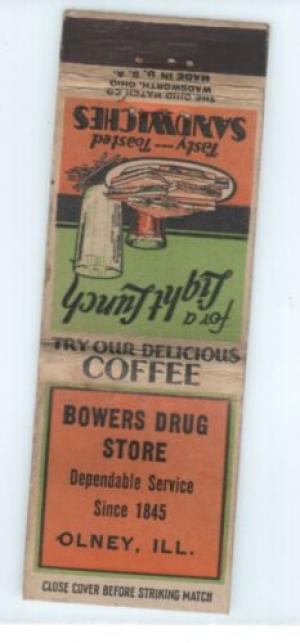 THE OHIO MATCH CO.
WADSWORTH, OHIO
MADE IN U. S. A.
for a
Light Lunch
Tasty—Toasted
SANDWICHES
TRY OUR DELICIOUS
COFFEE
BOWERS DRUG
STORE
Dependable Service
Since 1845
OLNEY, ILL.
CLOSE COVER BEFORE STRIKING MATCH